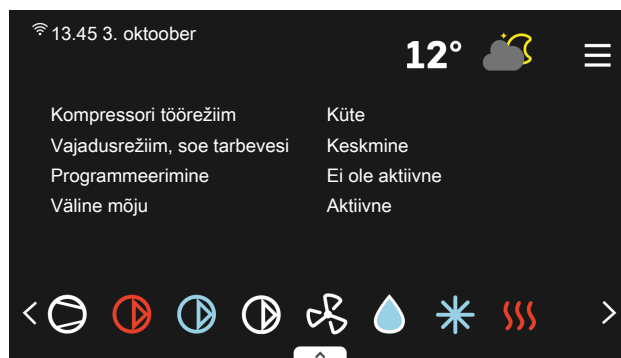 13.45 3. oktoober
12°
Kompressori töörežiim Küte
Vajadusrežiim, soe tarbevesi Keskmine
Programmeerimine Ei ole aktiivne
Väline mõju Aktiivne